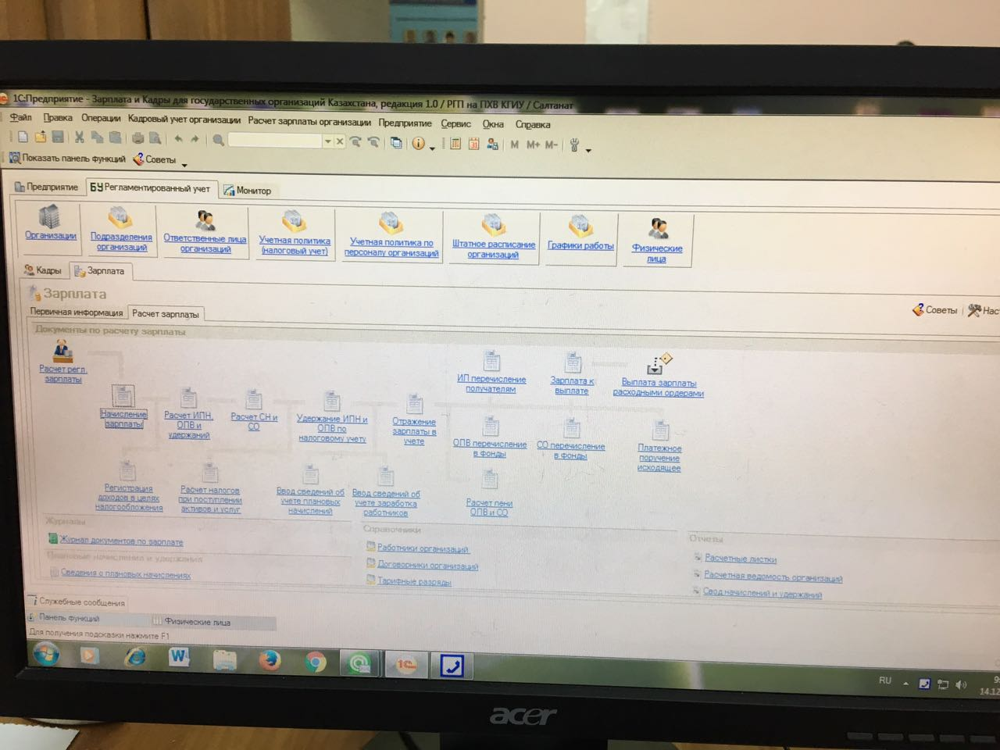 1С:Предприятие - Зарплата и Кадры для государственных организаций Казахстана, редакция 1.0 / РГП на ПХВ КГИУ / Салтанат
Файл Правка Операции Кадровый учет организации Расчет зарплаты организации Предприятие Сервис Окна Справка
M M+ M-
Показать панель функций Советы
Предприятие БУ Регламентированный учет Монитор
Организации
Подразделения
организаций
Ответственные лица
организаций
Учетная политика
(налоговый учет)
Учетная политика по
персоналу организаций
Штатное расписание
организаций
Графики работы
Физические
лица
Кадры Зарплата
Зарплата
Советы
Нас
Первичная информация Расчет зарплаты
Документы по расчету зарплаты
Расчет регл.
зарплаты
ИП перечисление
получателям
Зарплата к
выплате
Выплата зарплаты
расходными ордерами
Начисление
зарплаты
Расчет ИПН,
ОПВ и
удержаний
Расчет СН и
СО
Удержание ИПН и
ОПВ по
налоговому учету
Отражение
зарплаты в
учете
ОПВ перечисление
в фонды
СО перечисление
в фонды
Платежное
поручение
исходящее
Регистрация
доходов в целях
налогообложения
Расчет налогов
при поступлении
активов и услуг
Ввод сведений об
учете плановых
начислений
Ввод сведений об
учете заработка
работников
Расчет пени
ОПВ и СО
Журналы
Журнал документов по зарплате
Плановые начисления и удержания
Сведения о плановых начислениях
Справочники
Работники организаций
Договорники организаций
Тарифные разряды
Отчеты
Расчетные листки
Расчетная ведомость организаций
Свод начислений и удержаний
Служебные сообщения
Панель функций Физические лица
Для получения подсказки нажмите F1
RU
14.12
acer